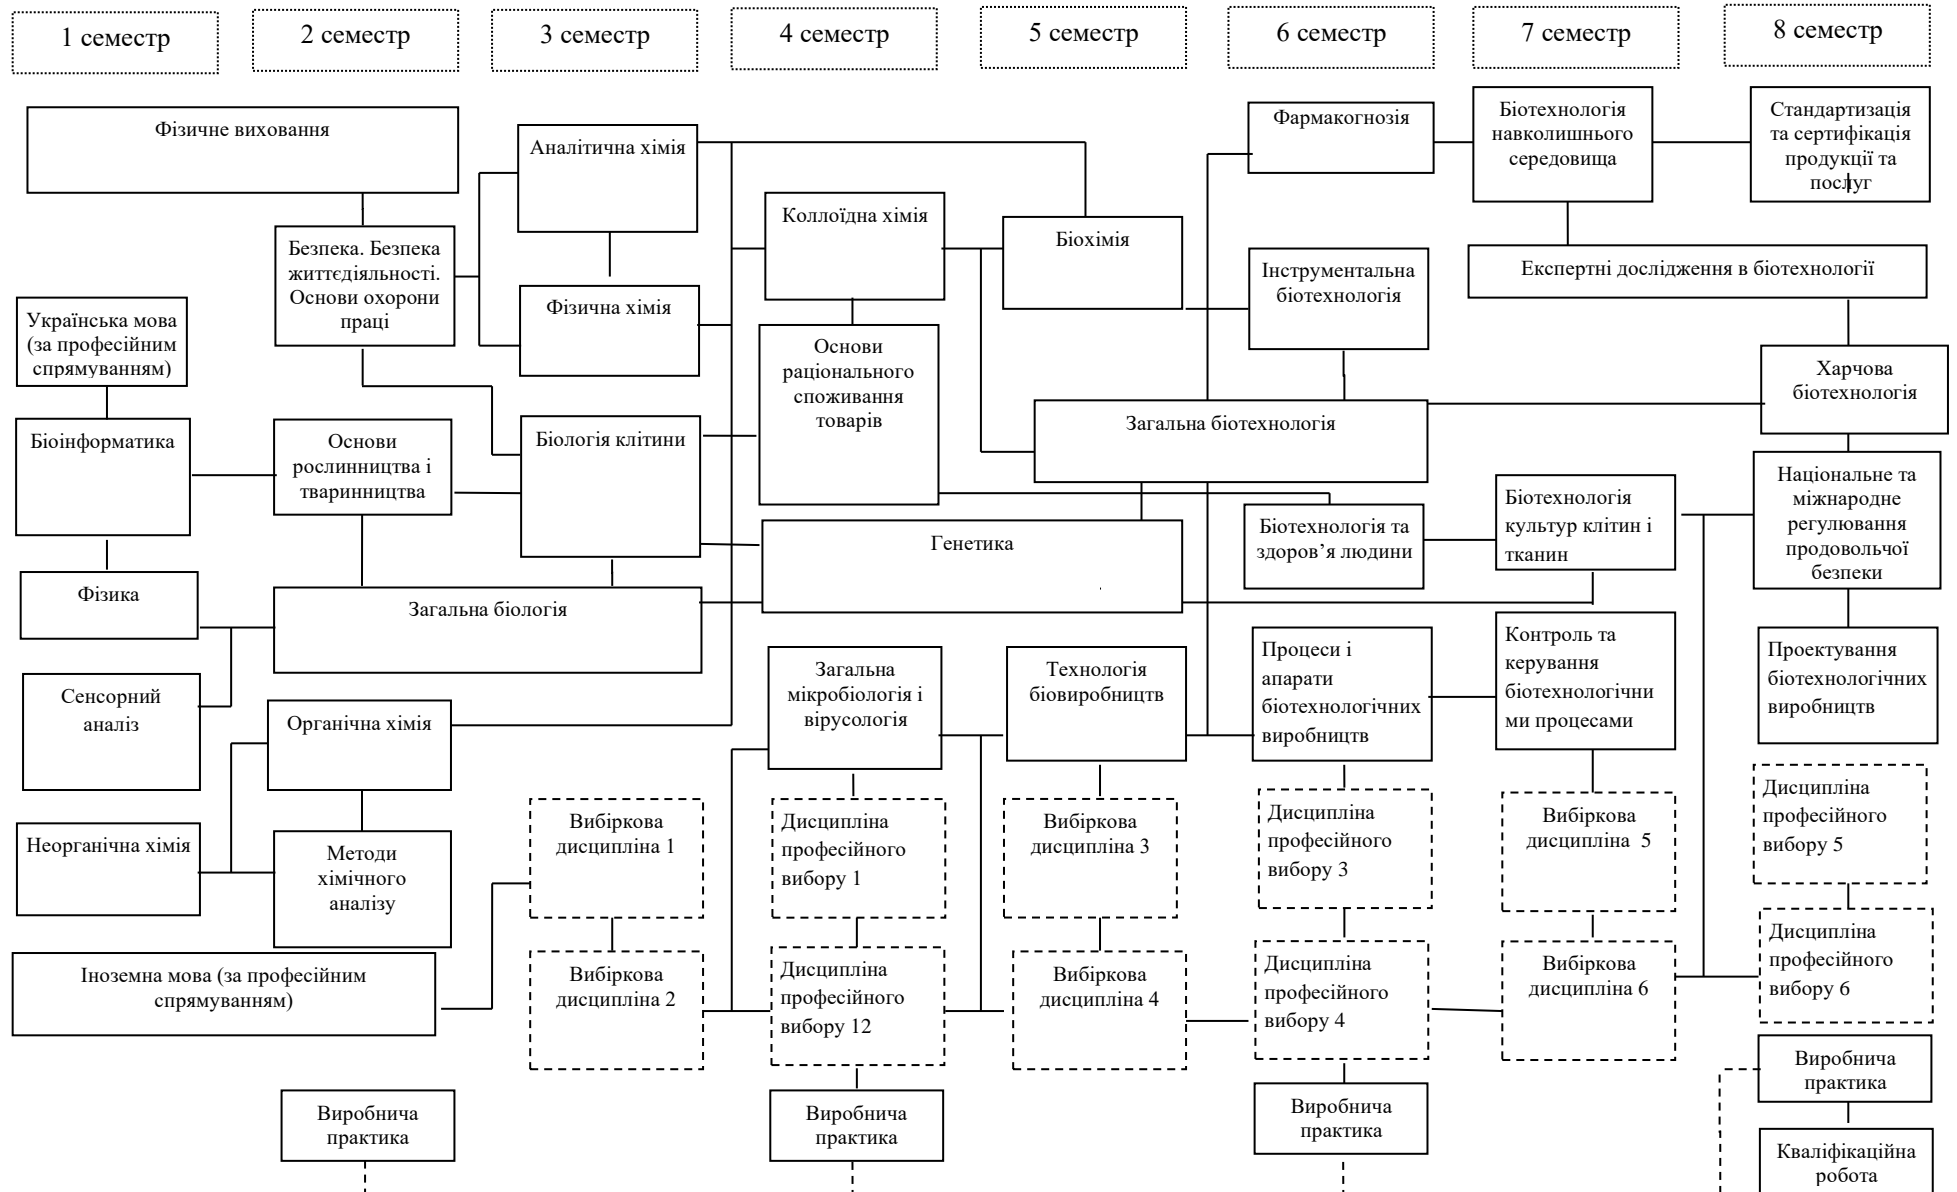 1 семестр
2 семестр
3 семестр
4 семестр
5 семестр
6 семестр
7 семестр
8 семестр
Фізичне виховання
Аналітична хімія
Фармакогнозія
Біотехнологія
навколишнього
середовища
Стандартизація
та сертифікація
продукції та
послуг
Безпека. Безпека
життєдіяльності.
Основи охорони
праці
Коллоїдна хімія
Біохімія
Інструментальна
біотехнологія
Експертні дослідження в біотехнології
Українська мова
(за професійним
спрямуванням)
Фізична хімія
Основи
раціонального
споживання
товарів
Харчова
біотехнологія
Біоінформатика
Основи
рослинництва і
тваринництва
Біологія клітини
Загальна біотехнологія
Національне та
міжнародне
регулювання
продовольчої
безпеки
Біотехнологія та
здоров’я людини
Біотехнологія
культур клітин і
тканин
Генетика
Фізика
Загальна біологія
Сенсорний
аналіз
Органічна хімія
Загальна
мікробіологія і
вірусологія
Технологія
біовиробництв
Процеси і
апарати
біотехнологічних
виробництв
Контроль та
керування
біотехнологічни
ми процесами
Проектування
біотехнологічних
виробництв
Неорганічна хімія
Методи
хімічного
аналізу
Вибіркова
дисципліна 1
Дисципліна
професійного
вибору 1
Вибіркова
дисципліна 3
Дисципліна
професійного
вибору 3
Вибіркова
дисципліна 5
Дисципліна
професійного
вибору 5
Іноземна мова (за професійним
спрямуванням)
Вибіркова
дисципліна 2
Дисципліна
професійного
вибору 12
Вибіркова
дисципліна 4
Дисципліна
професійного
вибору 4
Вибіркова
дисципліна 6
Дисципліна
професійного
вибору 6
Виробнича
практика
Виробнича
практика
Виробнича
практика
Виробнича
практика
Кваліфікаційна
робота